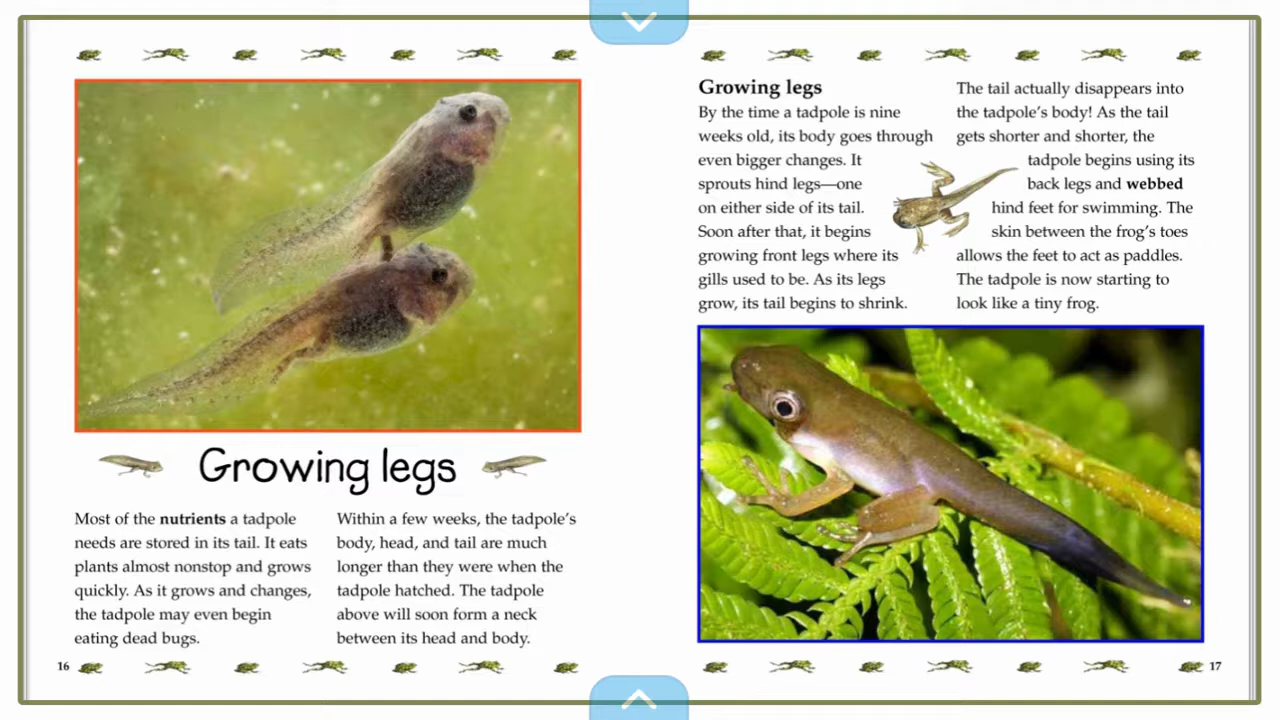 Growing legs
Most of the nutrients a tadpole
needs are stored in its tail. It eats
plants almost nonstop and grows
quickly. As it grows and changes,
the tadpole may even begin
eating dead bugs.
Within a few weeks, the tadpole's
body, head, and tail are much
longer than they were when the
tadpole hatched. The tadpole
above will soon form a neck
between its head and body.
16
Growing legs
By the time a tadpole is nine
weeks old, its body goes through
even bigger changes. It
sprouts hind legs—one
on either side of its tail.
Soon after that, it begins
growing front legs where its
gills used to be. As its legs
grow, its tail begins to shrink.
The tail actually disappears into
the tadpole's body! As the tail
gets shorter and shorter, the
tadpole begins using its
back legs and webbed
hind feet for swimming. The
skin between the frog's toes
allows the feet to act as paddles.
The tadpole is now starting to
look like a tiny frog.
17